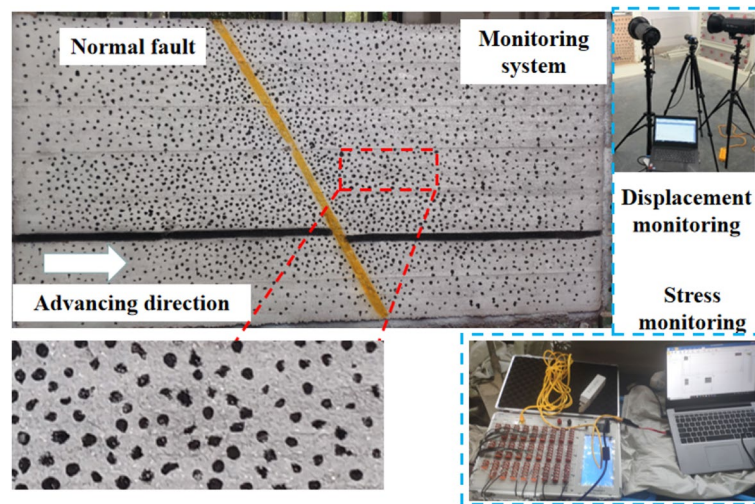 Normal fault
Monitoring
system
Advancing direction
Displacement
monitoring
Stress
monitoring